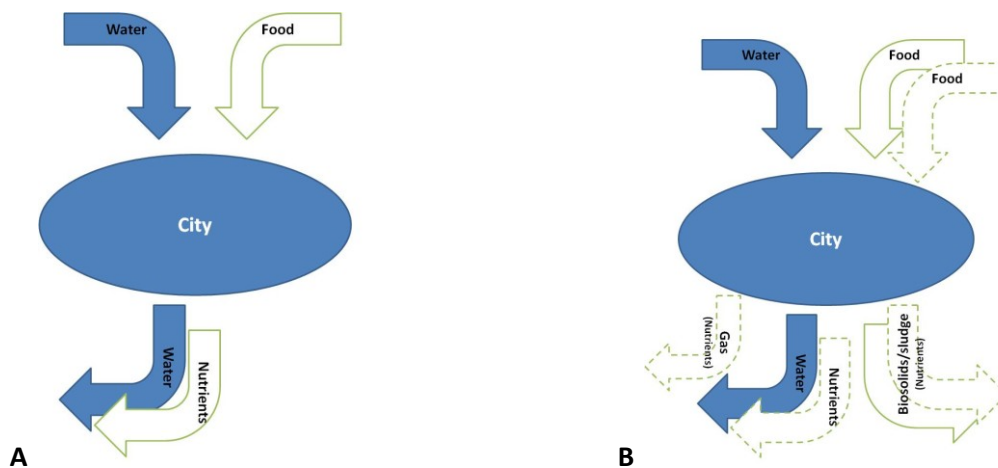 Water
Food
City
Water
Nutrients
A
Water
Food
Food
City
Gas
(Nutrients)
Water
Nutrients
Biosolids/sludge
(Nutrients)
B